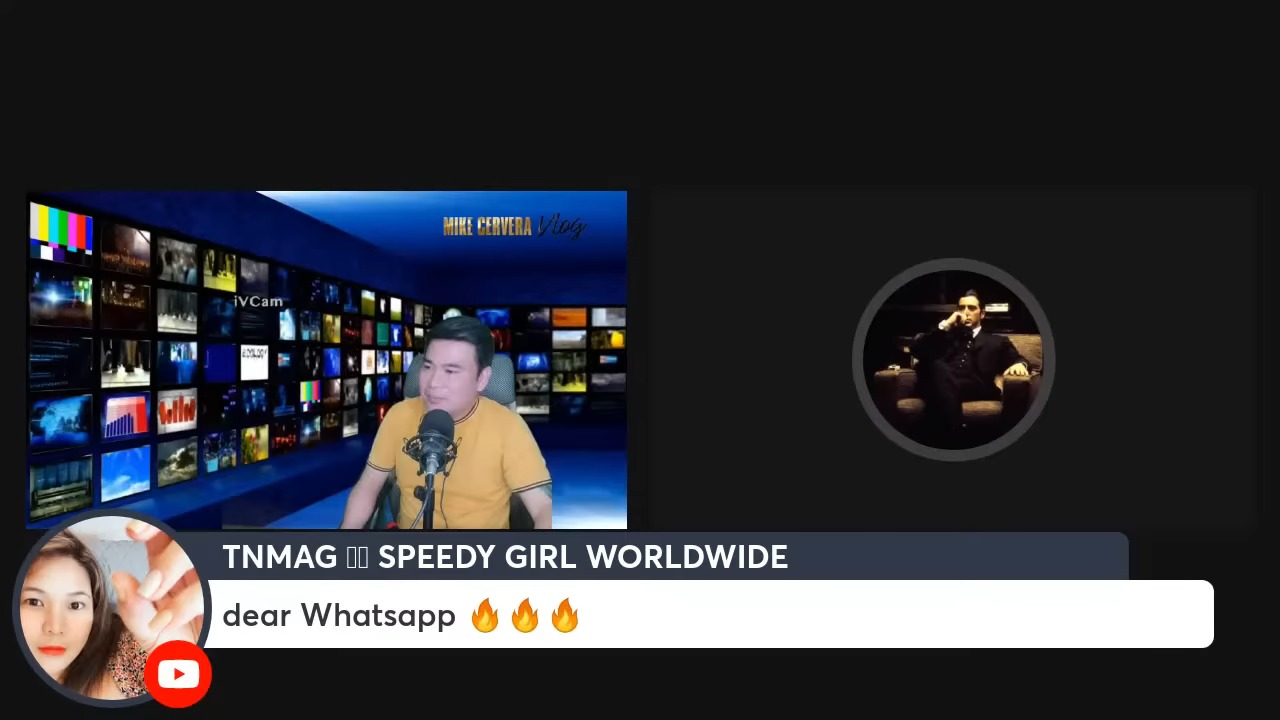 MIKE CERVERA Vlog
iVCam
TNMAG SPEEDY GIRL WORLDWIDE
dear Whatsapp 🔥🔥🔥